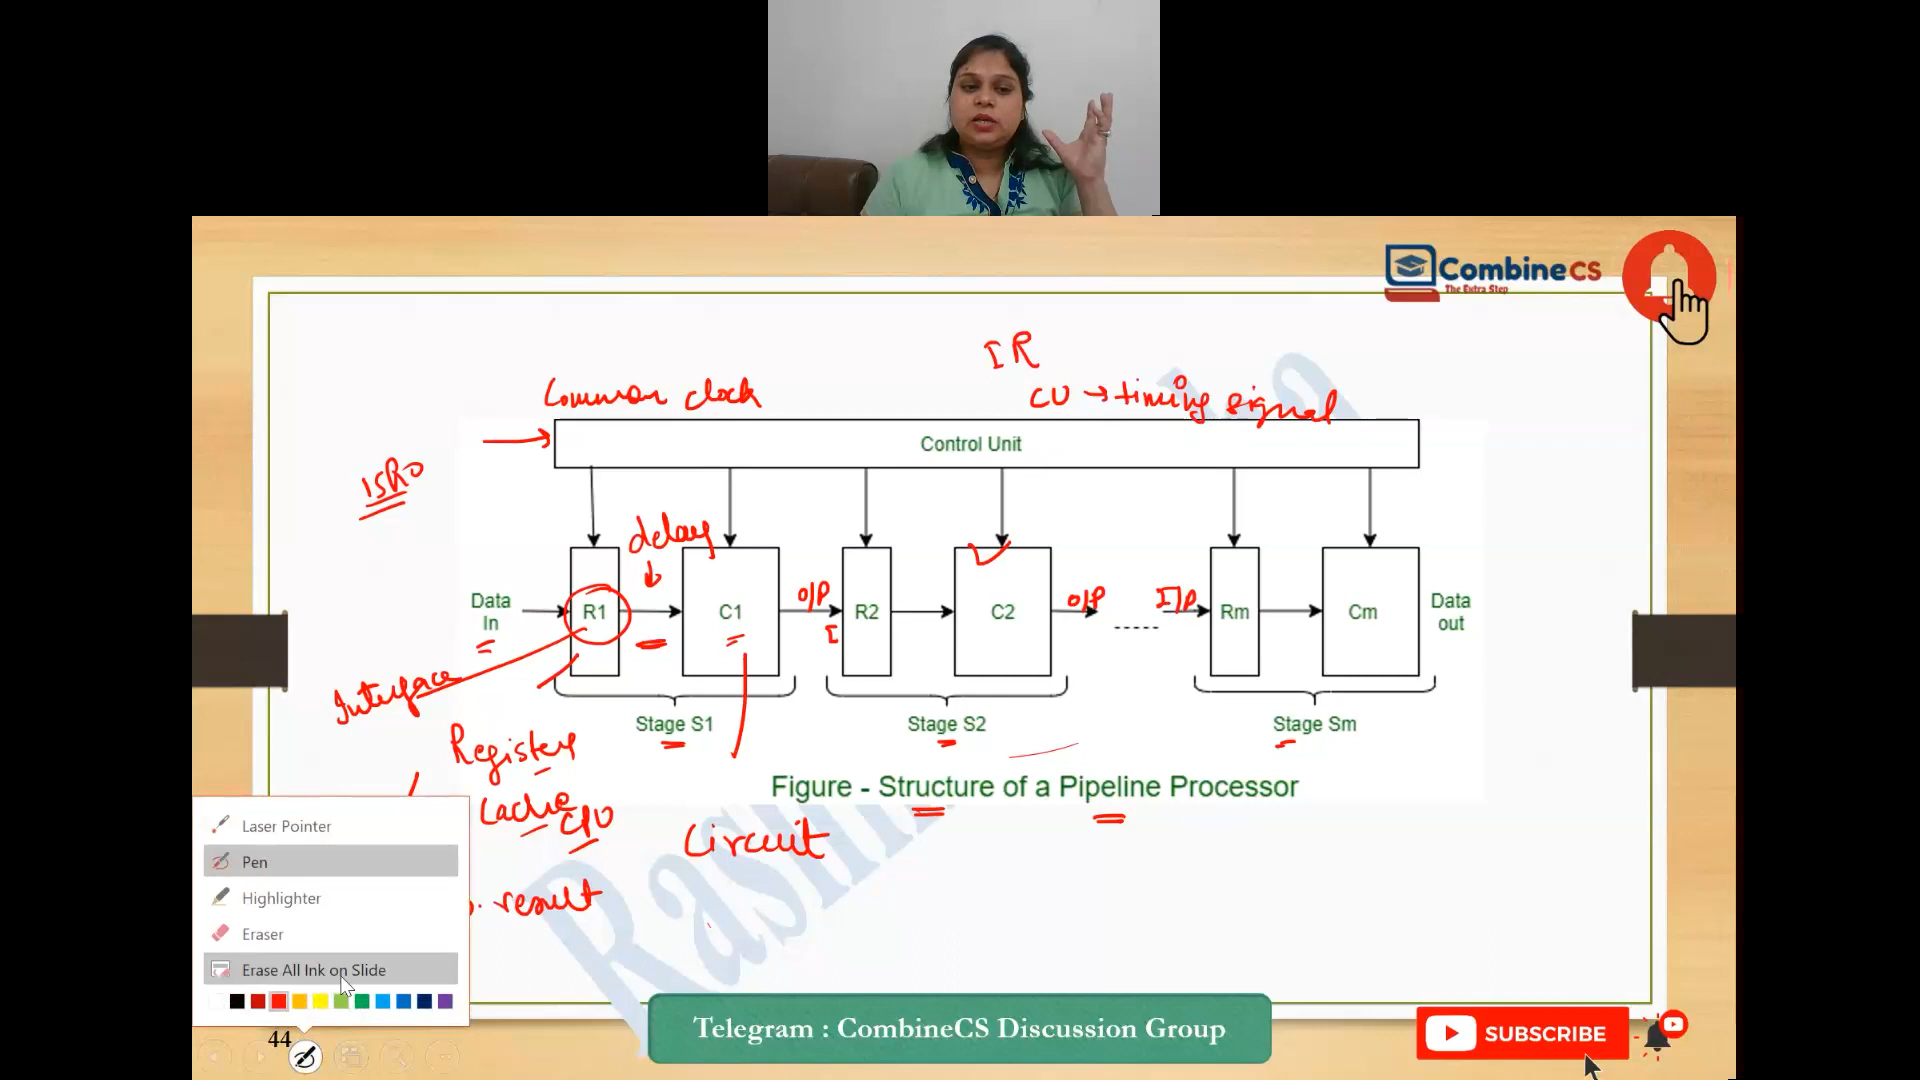 CombineCS
The Extra Step
IR
Common clock
CU → timing signal
Control Unit
ISRO
delay
Data In
R1
C1
O/P
I
R2
C2
O/P
I/P
Rm
Cm
Data out
Interface
Stage S1
Stage S2
Stage Sm
Register
Figure - Structure of a Pipeline Processor
Cache
CPU
Circuit
result
Laser Pointer
Pen
Highlighter
Eraser
Erase All Ink on Slide
44
Telegram : CombineCS Discussion Group
SUBSCRIBE